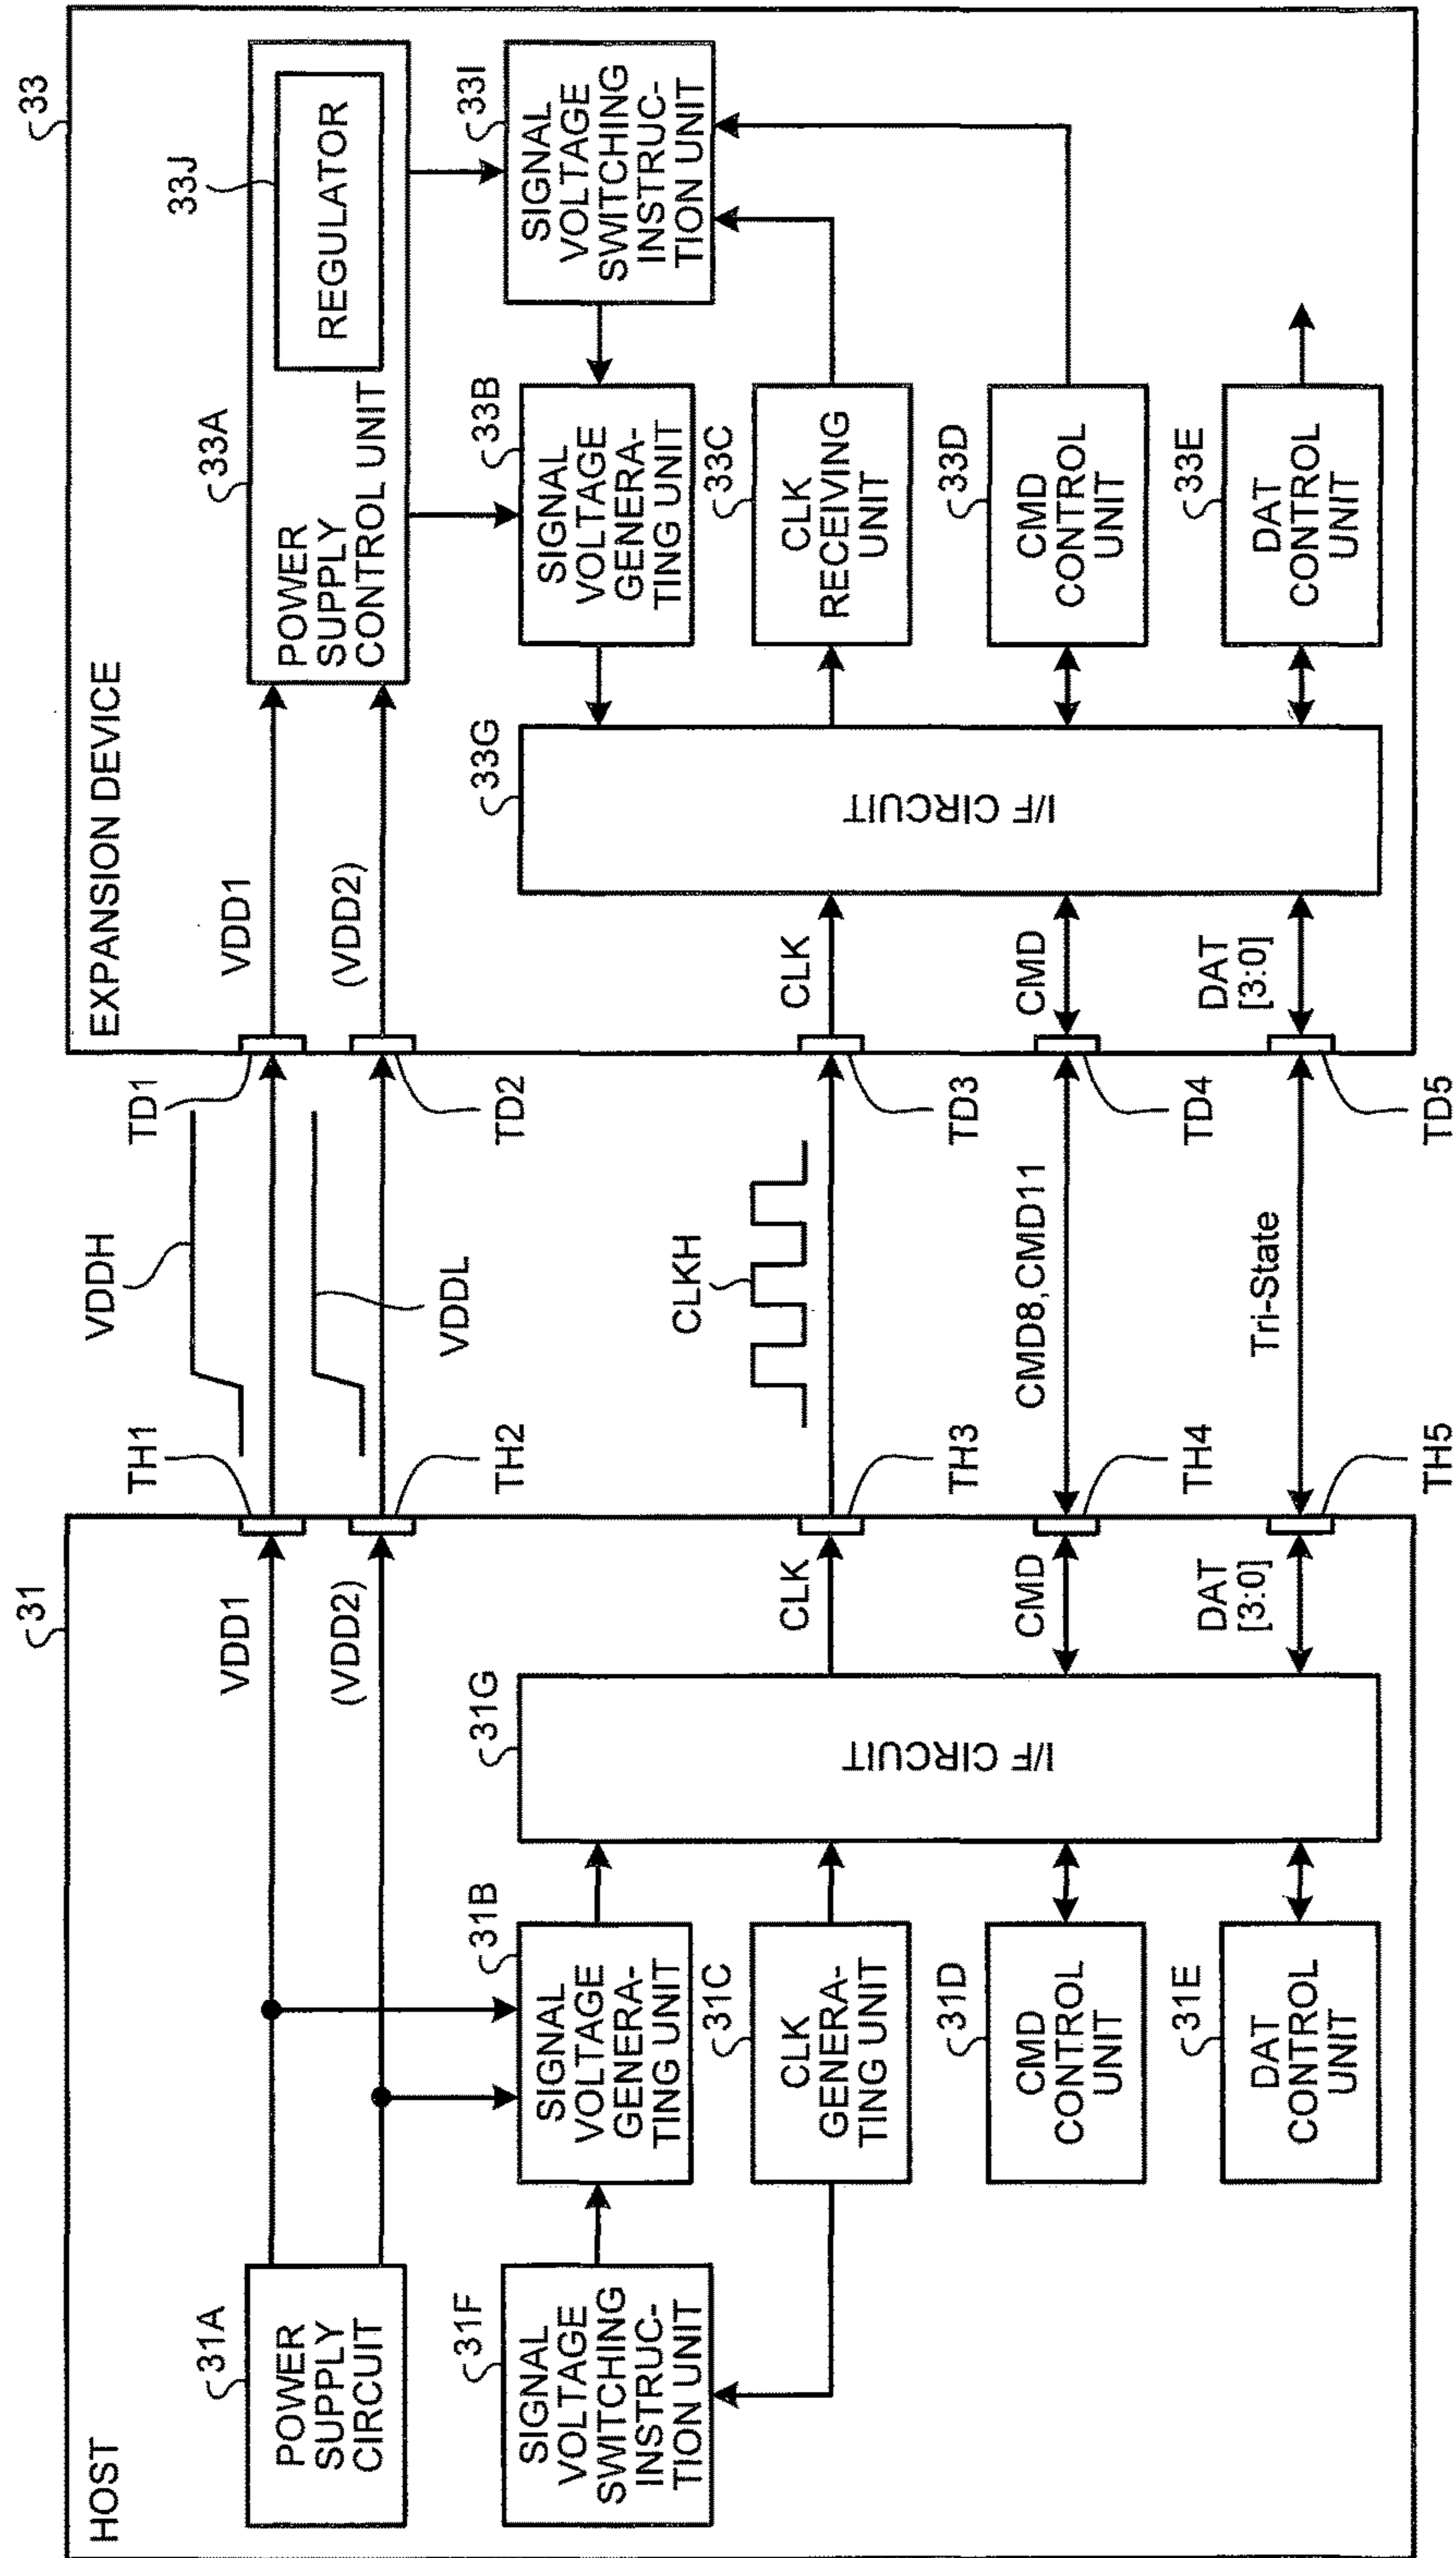 HOST
31
31A
POWER
SUPPLY
CIRCUIT
VDD1
(VDD2)
31F
SIGNAL
VOLTAGE
SWITCHING
INSTRUC-
TION UNIT
31B
SIGNAL
VOLTAGE
GENERA-
TING UNIT
31C
CLK
GENERA-
TING UNIT
31D
CMD
CONTROL
UNIT
31E
DAT
CONTROL
UNIT
31G
I/F CIRCUIT
CLK
CMD
DAT
[3:0]
TH1
TH2
TH3
TH4
TH5
VDDH
VDDL
CLKH
CMD8,CMD11
Tri-State
TD1
TD2
TD3
TD4
TD5
EXPANSION DEVICE
33
VDD1
(VDD2)
33A
POWER
SUPPLY
CONTROL UNIT
33J
REGULATOR
33G
I/F CIRCUIT
CLK
CMD
DAT
[3:0]
33B
SIGNAL
VOLTAGE
GENERA-
TING UNIT
33I
SIGNAL
VOLTAGE
SWITCHING
INSTRUC-
TION UNIT
33C
CLK
RECEIVING
UNIT
33D
CMD
CONTROL
UNIT
33E
DAT
CONTROL
UNIT